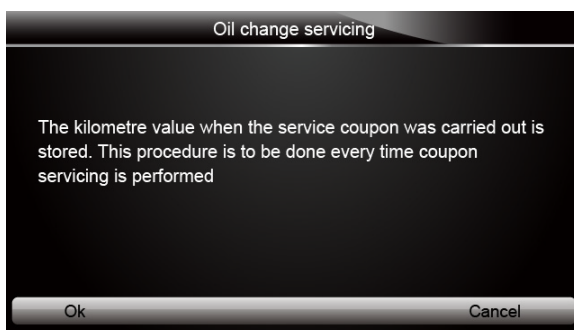 Oil change servicing
The kilometre value when the service coupon was carried out is
stored. This procedure is to be done every time coupon
servicing is performed
Ok Cancel